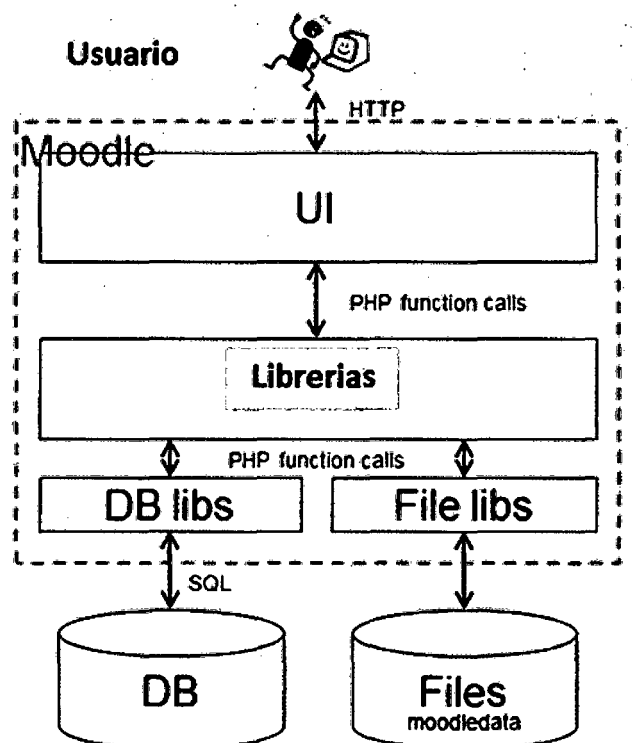 Usuario
HTTP
Moodle
UI
PHP function calls
Librerias
PHP function calls
DB libs
File libs
SQL
DB
Files
moodledata